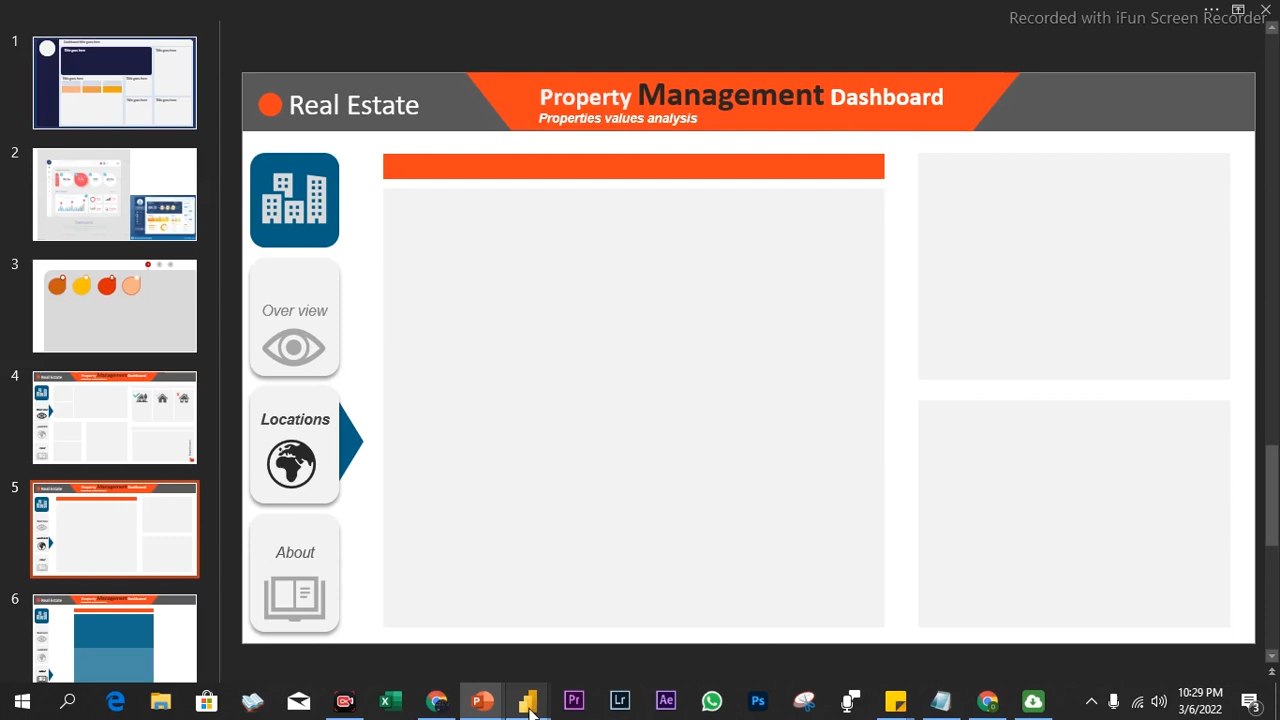 Recorded with iFun Screen Recorder
1
2
3
4
5
6
Real Estate
Property Management Dashboard
Properties values analysis
Over view
Locations
About
10:29 PM
3/6/2022